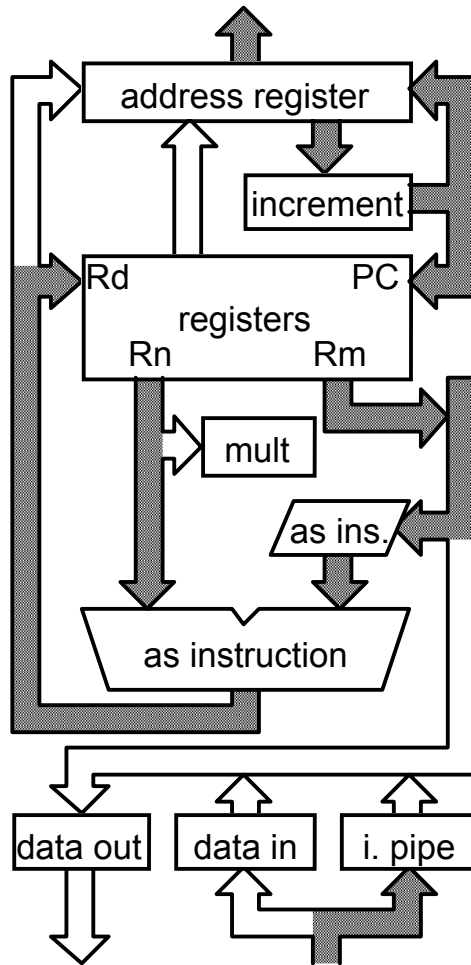 address register
increment
Rd PC
registers
Rn Rm
mult
as ins.
as instruction
data out data in i. pipe